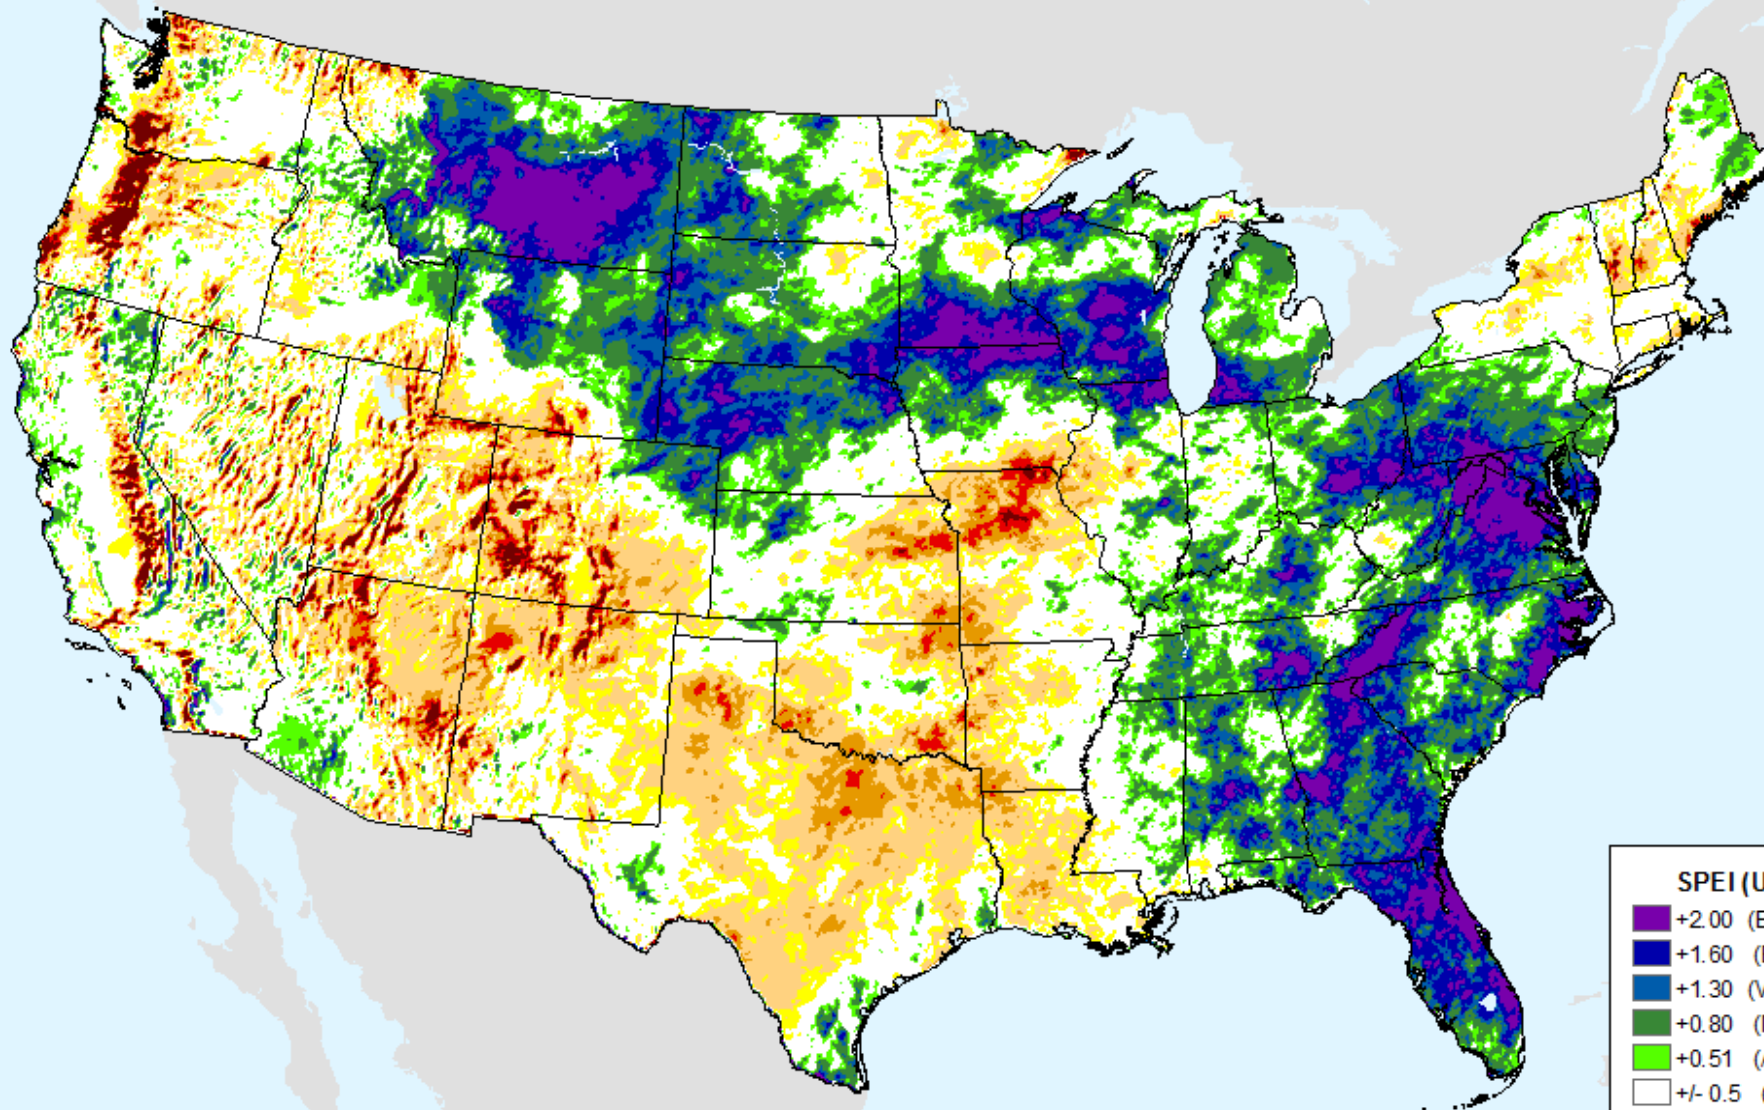 SPEI (U
+2.00 (E
+1.60 (
+1.30 (V
+0.80 (
+0.51 (
+/- 0.5 (